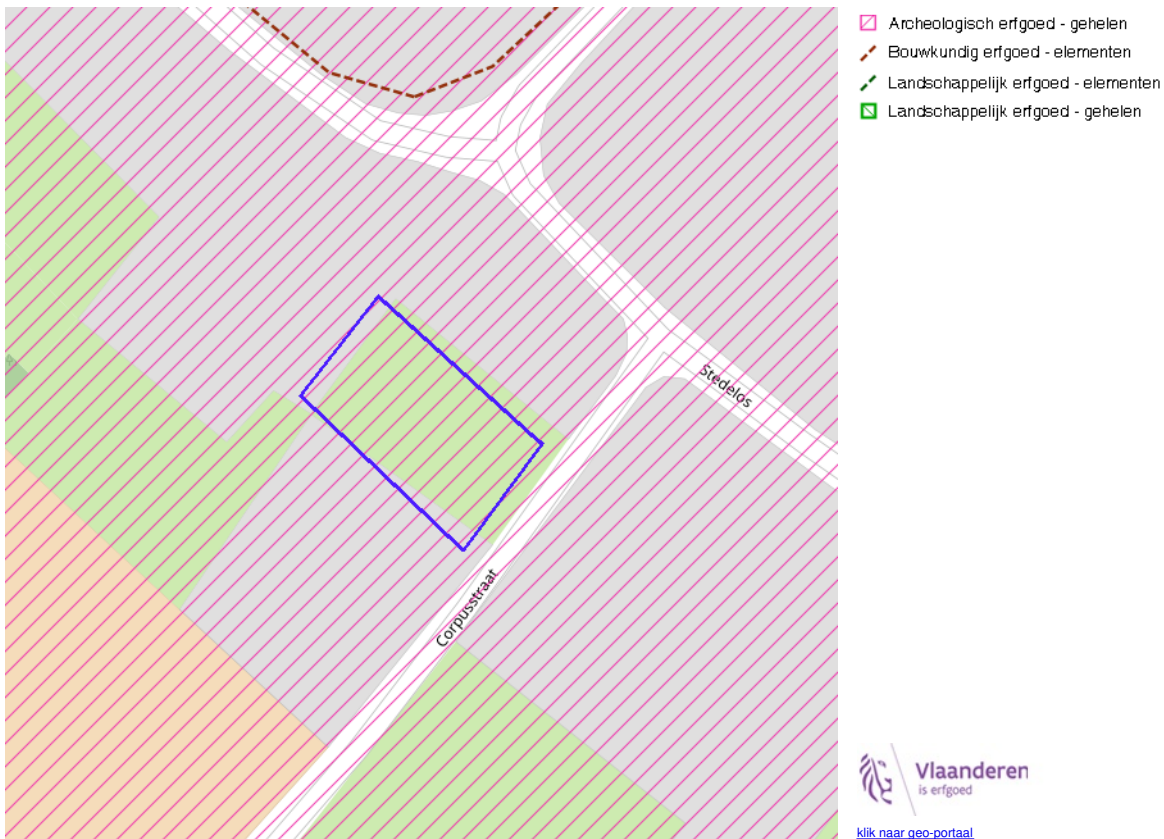 Archeologisch erfgoed - gehelen
Bouwkundig erfgoed - elementen
Landschappelijk erfgoed - elementen
Landschappelijk erfgoed - gehelen
Stedelos
Corpusstraat
Vlaanderen
is erfgoed
klik naar geo-portaal